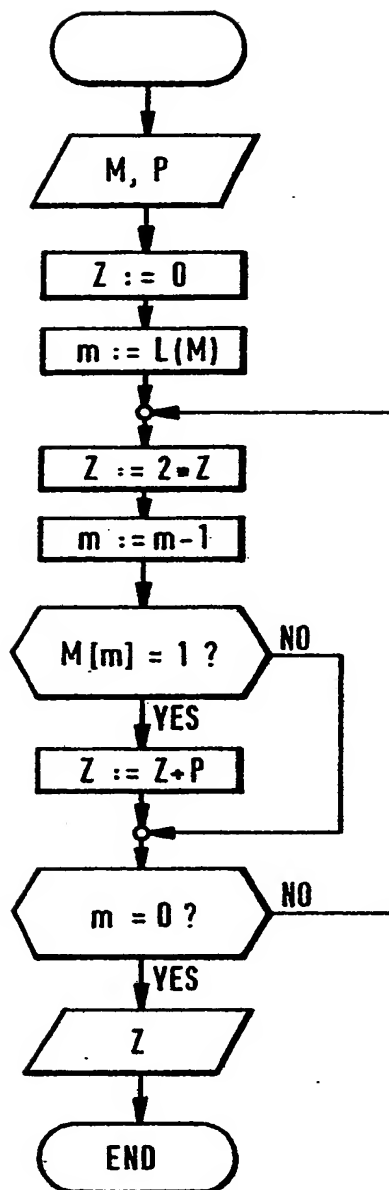 M, P
Z := 0
m := L(M)
Z := 2*Z
m := m-1
M[m] = 1 ?
NO
YES
Z := Z+P
m = 0 ?
NO
YES
Z
END